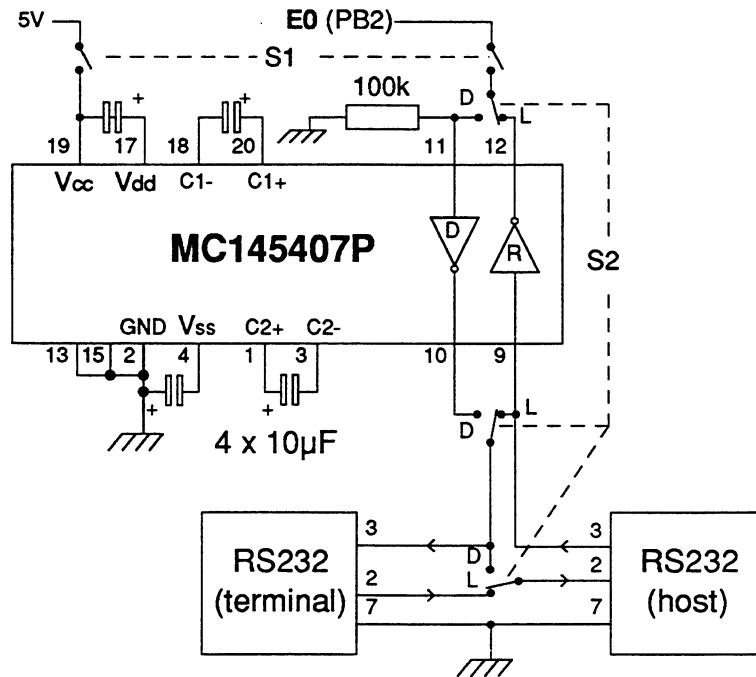 5V
E0 (PB2)
S1
100k
D
L
19
17
18
20
11
12
Vcc
Vdd
C1-
C1+
MC145407P
D
R
S2
GND
Vss
C2+
C2-
13
15
2
4
1
3
10
9
+
+
+
+
4 x 10µF
D
L
3
D
3
RS232
(terminal)
2
L
2
RS232
(host)
7
7